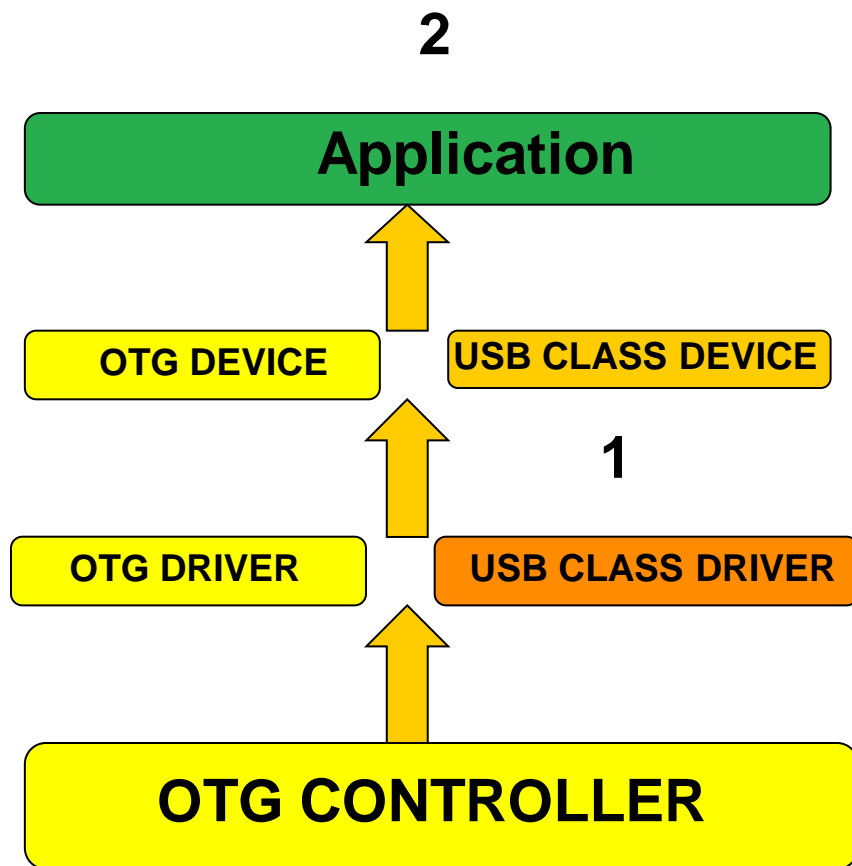 2
Application
OTG DEVICE
USB CLASS DEVICE
1
OTG DRIVER
USB CLASS DRIVER
OTG CONTROLLER